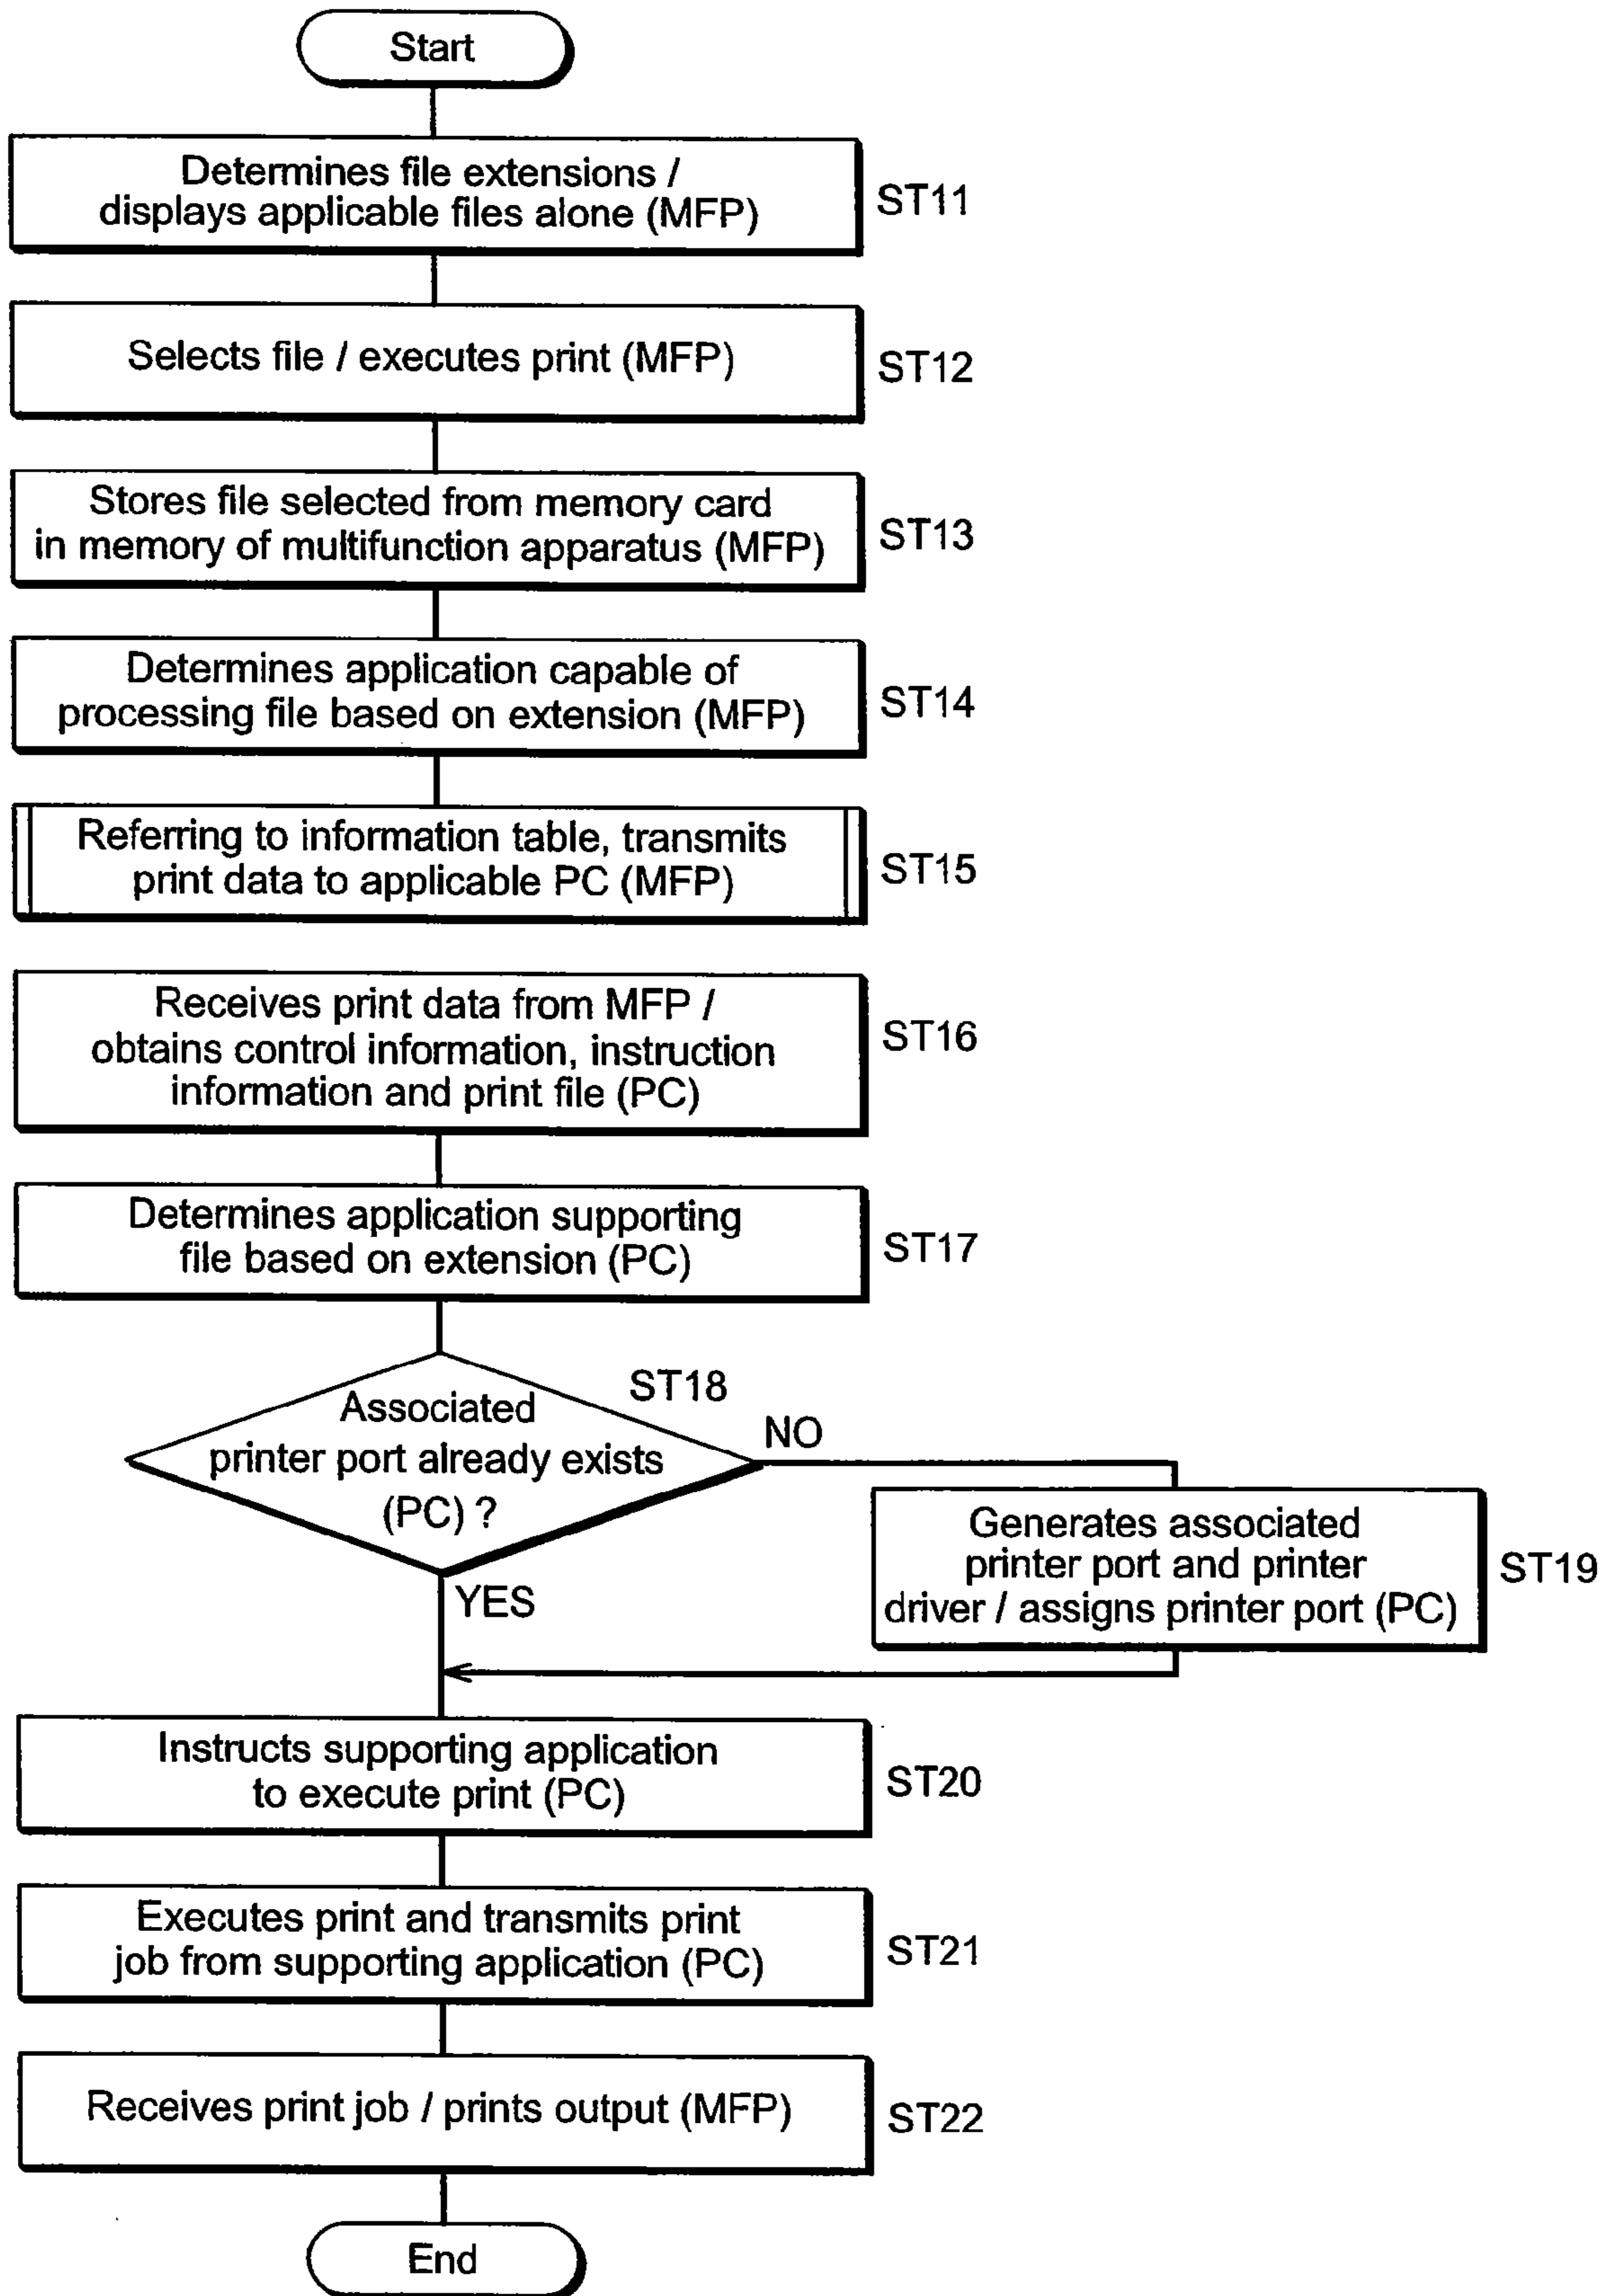 Start
Determines file extensions /
displays applicable files alone (MFP)
ST11
Selects file / executes print (MFP)
ST12
Stores file selected from memory card
in memory of multifunction apparatus (MFP)
ST13
Determines application capable of
processing file based on extension (MFP)
ST14
Referring to information table, transmits
print data to applicable PC (MFP)
ST15
Receives print data from MFP /
obtains control information, instruction
information and print file (PC)
ST16
Determines application supporting
file based on extension (PC)
ST17
ST18
Associated
printer port already exists
(PC) ?
NO
YES
Generates associated
printer port and printer
driver / assigns printer port (PC)
ST19
Instructs supporting application
to execute print (PC)
ST20
Executes print and transmits print
job from supporting application (PC)
ST21
Receives print job / prints output (MFP)
ST22
End